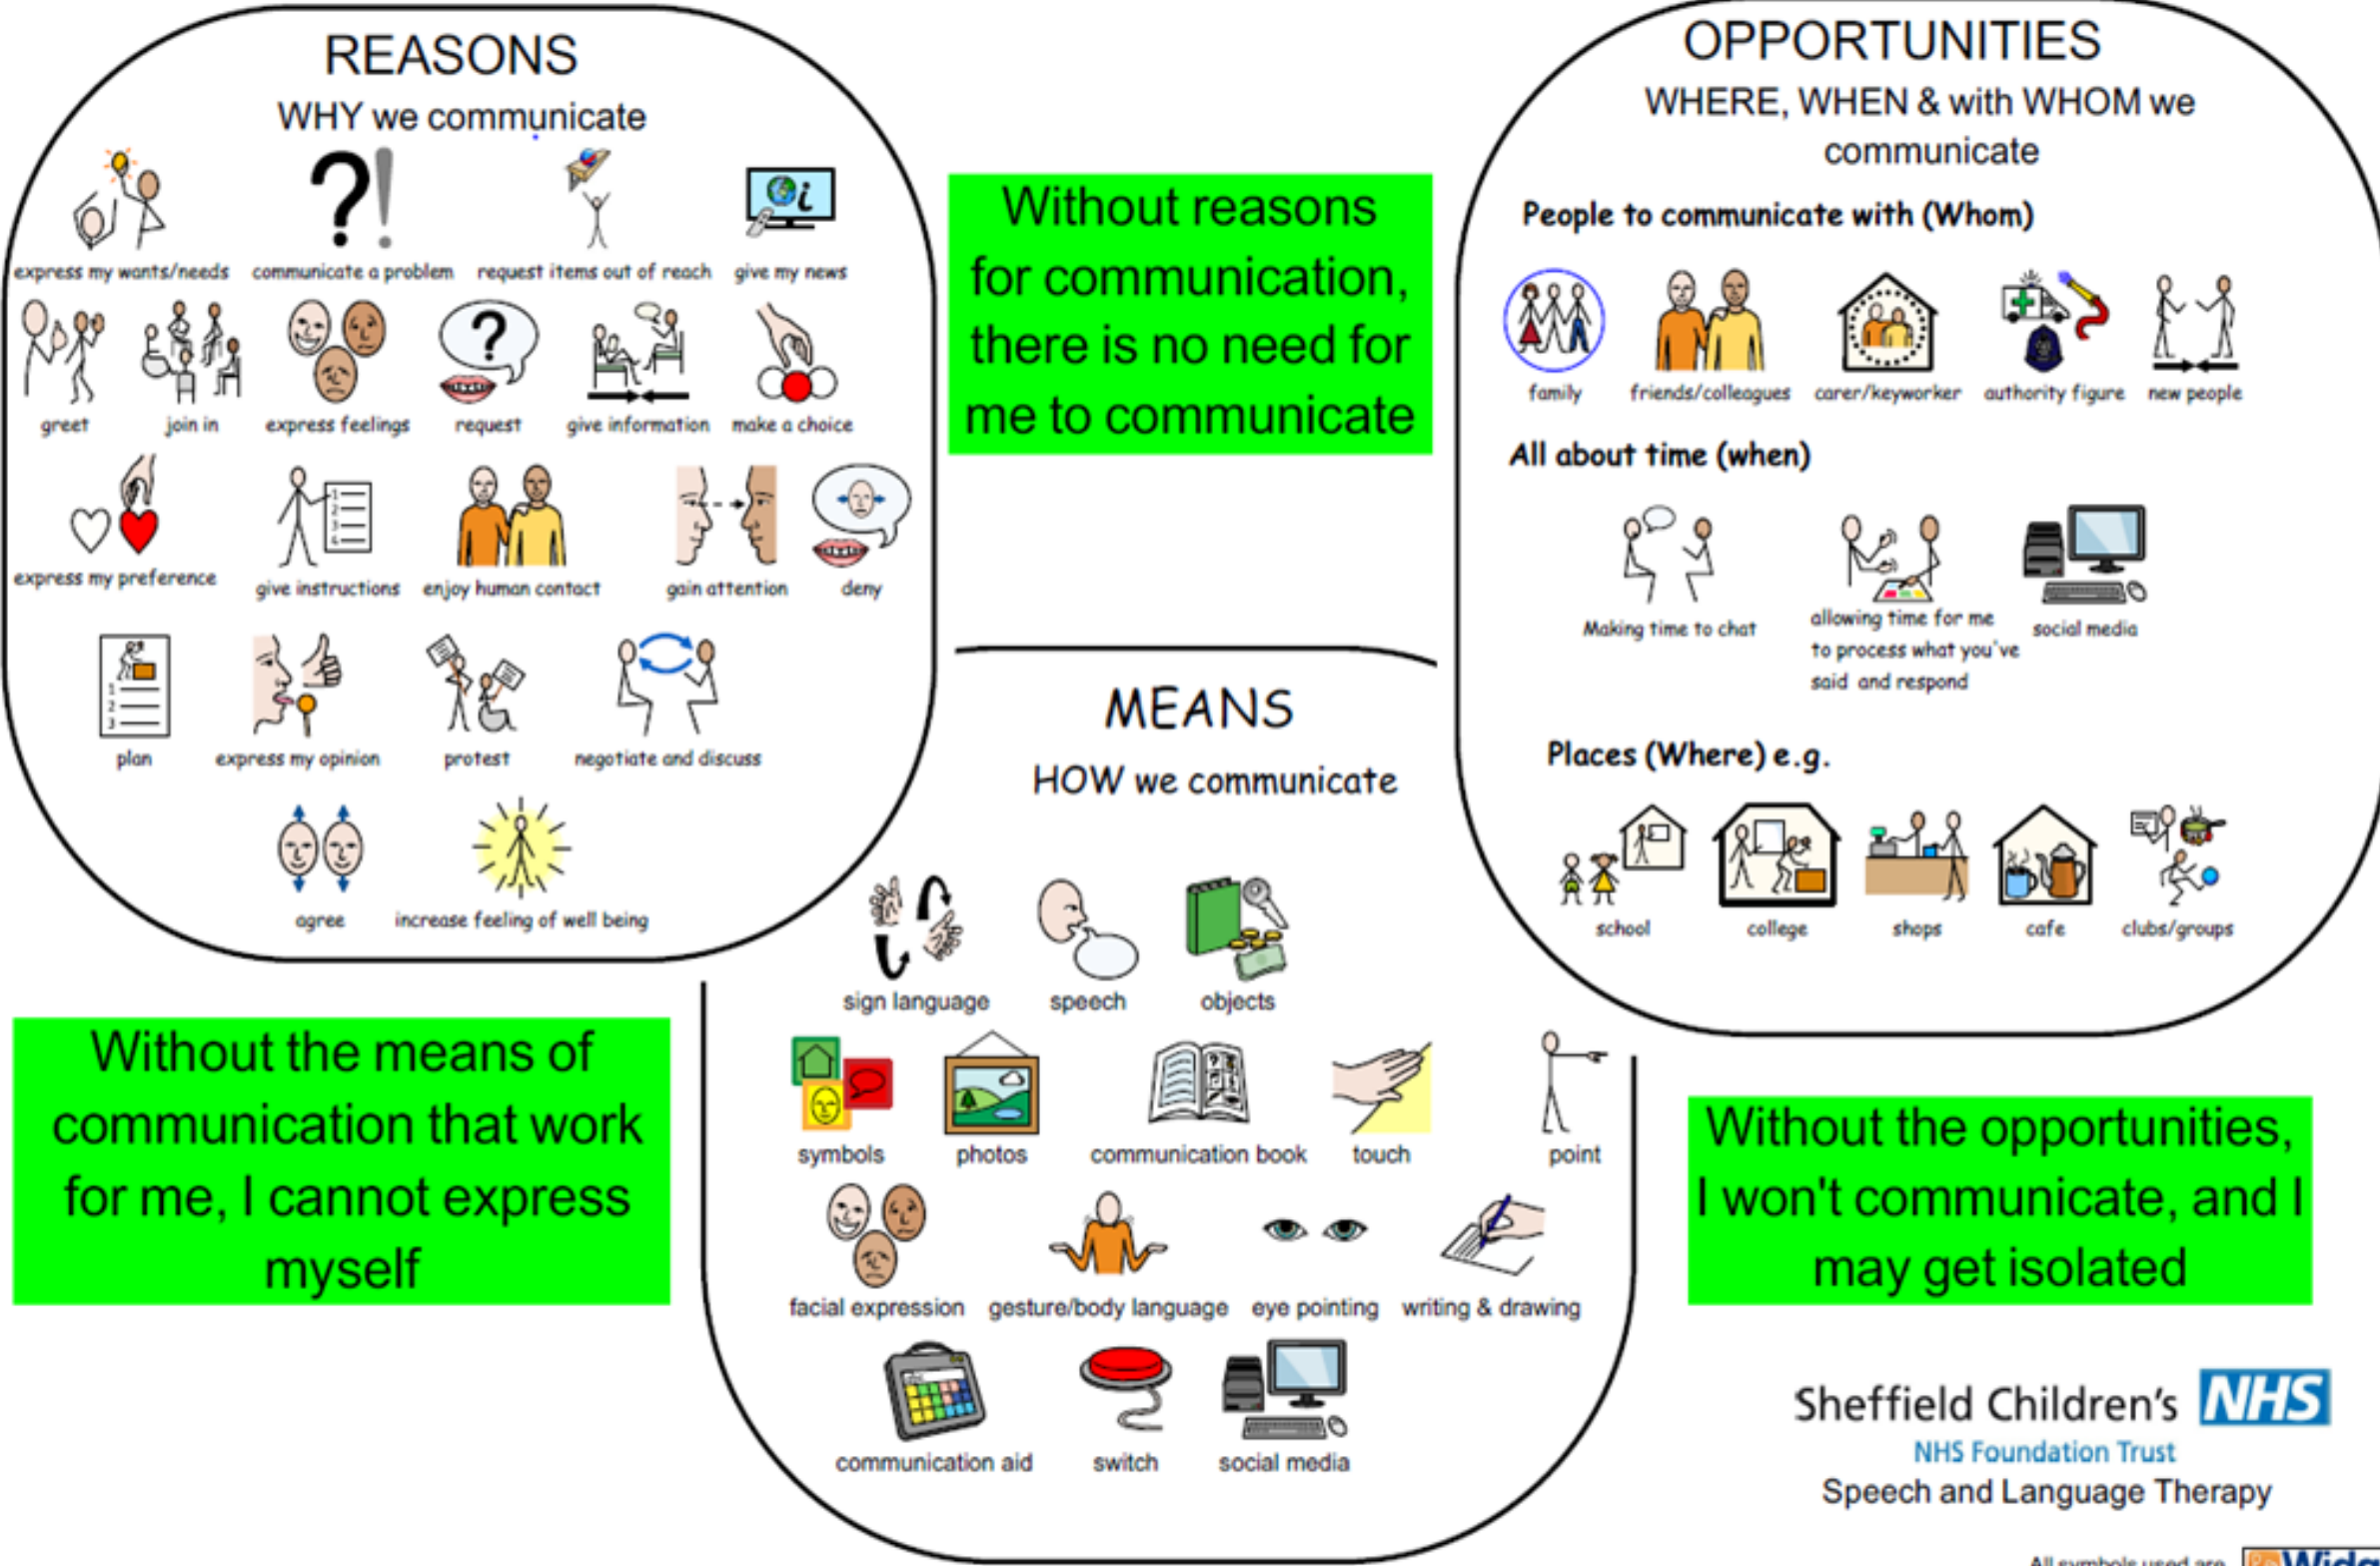 REASONS
WHY we communicate
express my wants/needs
communicate a problem
request items out of reach
give my news
greet
join in
express feelings
request
give information
make a choice
express my preference
give instructions
enjoy human contact
gain attention
deny
plan
express my opinion
protest
negotiate and discuss
agree
increase feeling of well being
Without reasons
for communication,
there is no need for
me to communicate
OPPORTUNITIES
WHERE, WHEN & with WHOM we
communicate
People to communicate with (Whom)
family
friends/colleagues
carer/keyworker
authority figure
new people
All about time (when)
Making time to chat
allowing time for me
to process what you've
said and respond
social media
Places (Where) e.g.
school
college
shops
cafe
clubs/groups
MEANS
HOW we communicate
sign language
speech
objects
symbols
photos
communication book
touch
point
facial expression
gesture/body language
eye pointing
writing & drawing
communication aid
switch
social media
Without the means of
communication that work
for me, I cannot express
myself
Without the opportunities,
I won't communicate, and I
may get isolated
Sheffield Children's NHS
NHS Foundation Trust
Speech and Language Therapy
All symbols used are